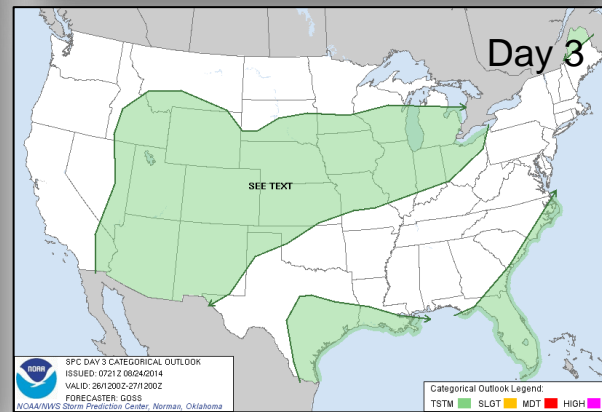 Day 3
SEE TEXT
NOAA
SPC DAY 3 CATEGORICAL OUTLOOK
ISSUED: 0721Z 08/24/2014
VALID: 26/1200Z-27/1200Z
FORECASTER: GOSS
NOAA/NWS Storm Prediction Center, Norman, Oklahoma
Categorical Outlook Legend:
TSTM SLGT MDT HIGH